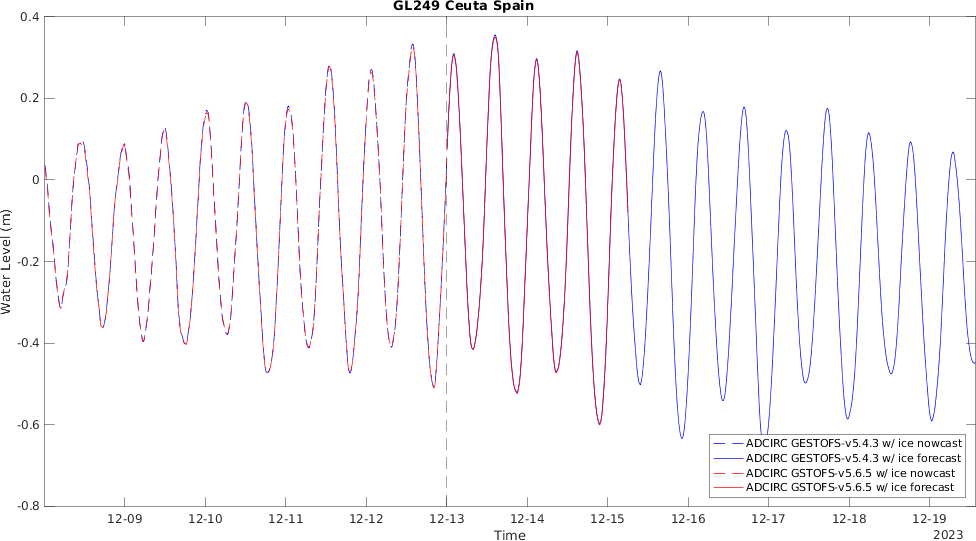 GL249 Ceuta Spain
0.4
0.2
0
-0.2
-0.4
-0.6
-0.8
Water Level (m)
ADCIRC GESTOFS-v5.4.3 w/ ice nowcast
ADCIRC GESTOFS-v5.4.3 w/ ice forecast
ADCIRC GSTOFS-v5.6.5 w/ ice nowcast
ADCIRC GSTOFS-v5.6.5 w/ ice forecast
12-09 12-10 12-11 12-12 12-13 12-14 12-15 12-16 12-17 12-18 12-19
Time
2023